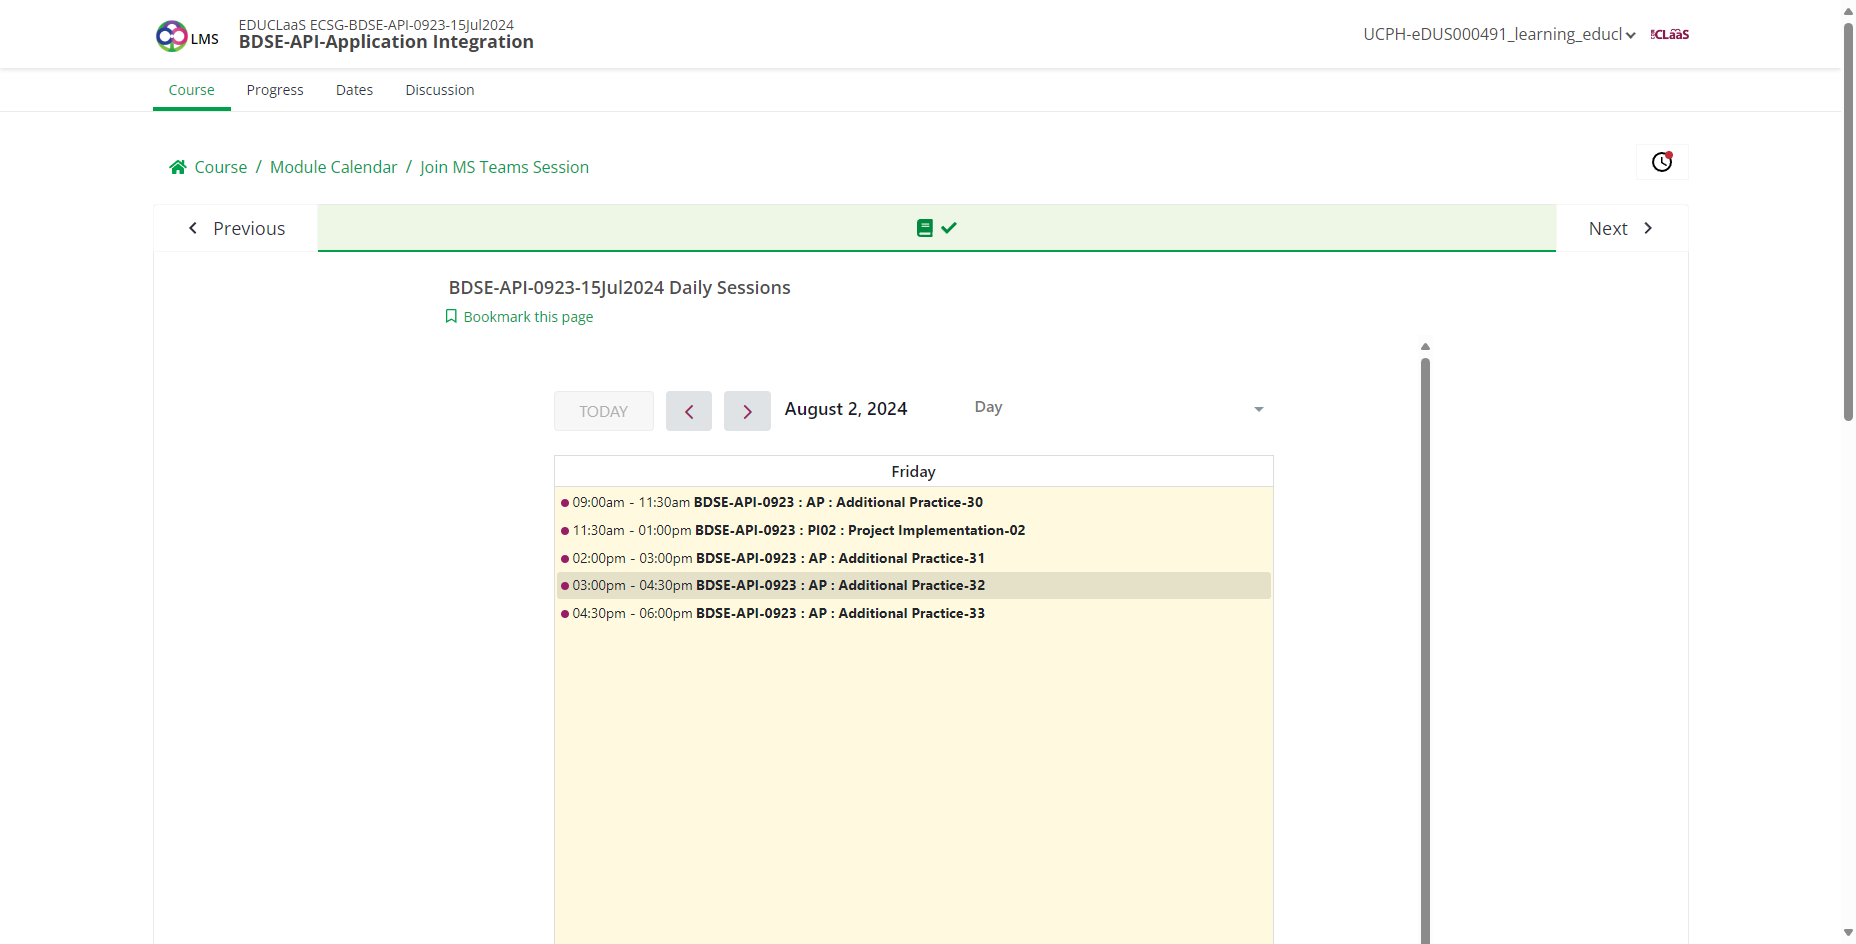 LMS
EDUCLaaS ECSG-BDSE-API-0923-15Jul2024
BDSE-API-Application Integration
UCPH-eDUS000491_learning_educl
Course
Progress
Dates
Discussion
Course / Module Calendar / Join MS Teams Session
Previous
Next
BDSE-API-0923-15Jul2024 Daily Sessions
Bookmark this page
TODAY
August 2, 2024
Day
Friday
09:00am - 11:30am BDSE-API-0923 : AP : Additional Practice-30
11:30am - 01:00pm BDSE-API-0923 : PI02 : Project Implementation-02
02:00pm - 03:00pm BDSE-API-0923 : AP : Additional Practice-31
03:00pm - 04:30pm BDSE-API-0923 : AP : Additional Practice-32
04:30pm - 06:00pm BDSE-API-0923 : AP : Additional Practice-33